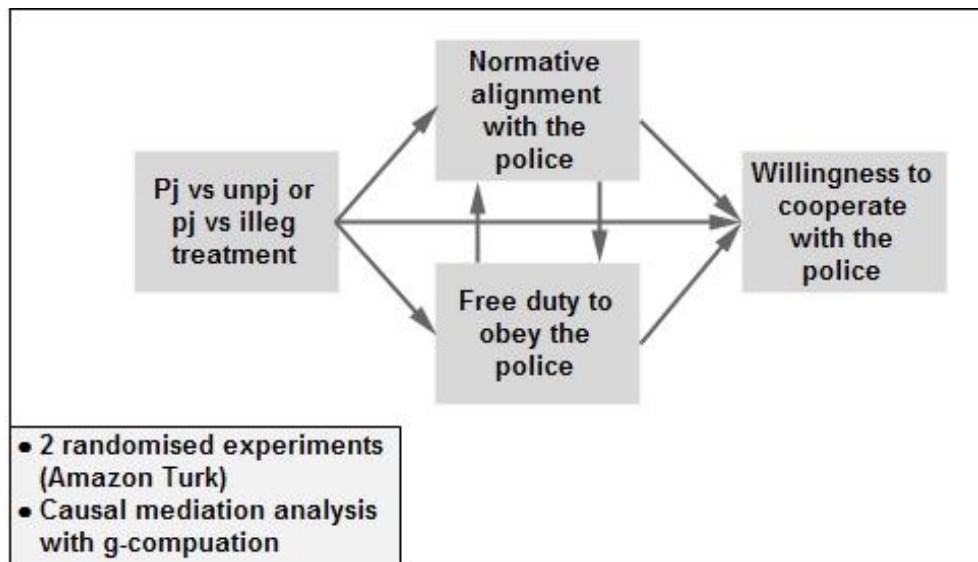 Normative
alignment
with the
police
Pj vs unpj or
pj vs illeg
treatment
Willingness to
cooperate
with the
police
Free duty to
obey the
police
● 2 randomised experiments
(Amazon Turk)
● Causal mediation analysis
with g-compuation